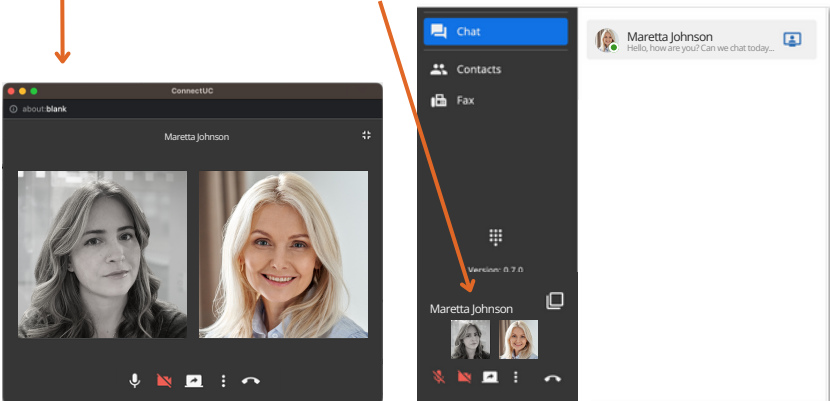 ConnectUC
about:blank
Maretta Johnson
Chat
Contacts
Fax
Version: 0.7.0
Maretta Johnson
Maretta Johnson
Hello, how are you? Can we chat today...